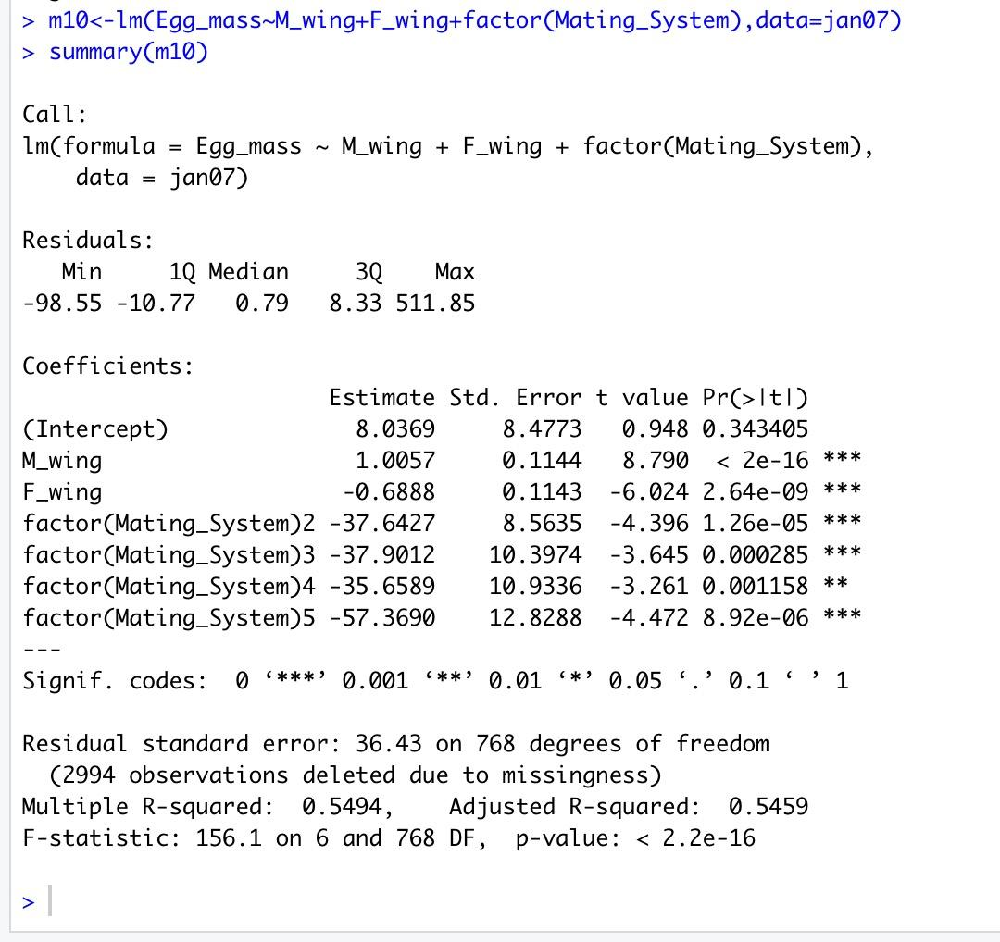 > m10<-lm(Egg_mass~M_wing+F_wing+factor(Mating_System),data=jan07)
> summary(m10)

Call:
lm(formula = Egg_mass ~ M_wing + F_wing + factor(Mating_System),
    data = jan07)

Residuals:
   Min     1Q Median     3Q    Max
-98.55 -10.77   0.79   8.33 511.85

Coefficients:
                       Estimate Std. Error t value Pr(>|t|)
(Intercept)              8.0369     8.4773   0.948 0.343405
M_wing                   1.0057     0.1144   8.790  < 2e-16 ***
F_wing                  -0.6888     0.1143  -6.024 2.64e-09 ***
factor(Mating_System)2 -37.6427     8.5635  -4.396 1.26e-05 ***
factor(Mating_System)3 -37.9012    10.3974  -3.645 0.000285 ***
factor(Mating_System)4 -35.6589    10.9336  -3.261 0.001158 **
factor(Mating_System)5 -57.3690    12.8288  -4.472 8.92e-06 ***
---
Signif. codes:  0 ‘***’ 0.001 ‘**’ 0.01 ‘*’ 0.05 ‘.’ 0.1 ‘ ’ 1

Residual standard error: 36.43 on 768 degrees of freedom
  (2994 observations deleted due to missingness)
Multiple R-squared:  0.5494,    Adjusted R-squared:  0.5459
F-statistic: 156.1 on 6 and 768 DF,  p-value: < 2.2e-16

>